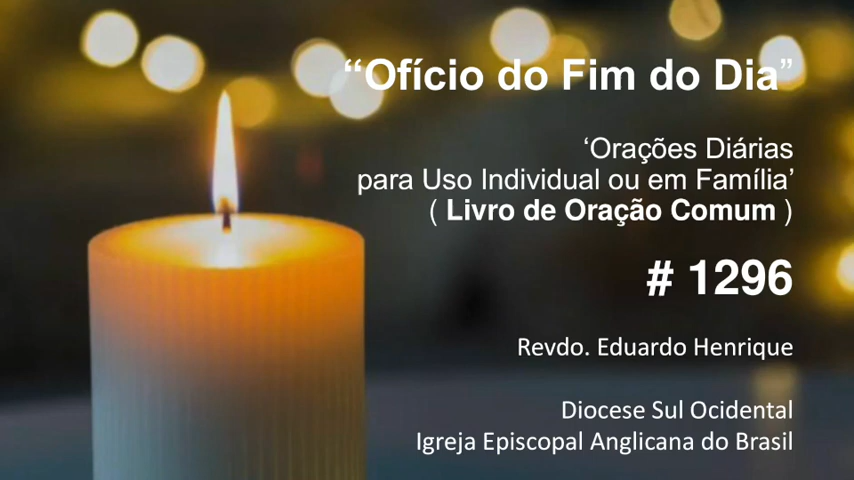 “Ofício do Fim do Dia”
‘Orações Diárias
para Uso Individual ou em Família’
( Livro de Oração Comum )
# 1296
Revdo. Eduardo Henrique
Diocese Sul Ocidental
Igreja Episcopal Anglicana do Brasil